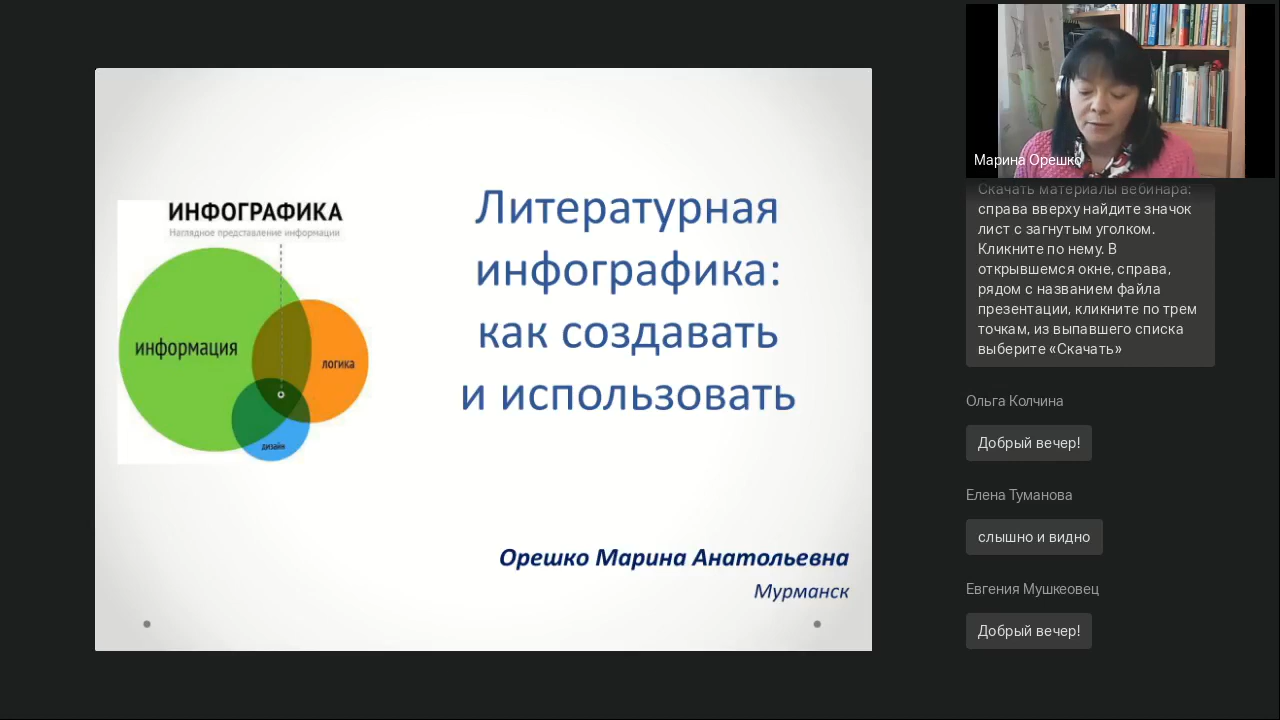 ИНФОГРАФИКА
Наглядное представление информации
информация
логика
дизайн
Литературная
инфографика:
как создавать
и использовать
Орешко Марина Анатольевна
Мурманск
Марина Орешко
Скачать материалы вебинара:
справа вверху найдите значок
лист с загнутым уголком.
Кликните по нему. В
открывшемся окне, справа,
рядом с названием файла
презентации, кликните по трем
точкам, из выпавшего списка
выберите «Скачать»
Ольга Колчина
Добрый вечер!
Елена Туманова
слышно и видно
Евгения Мушкеовец
Добрый вечер!